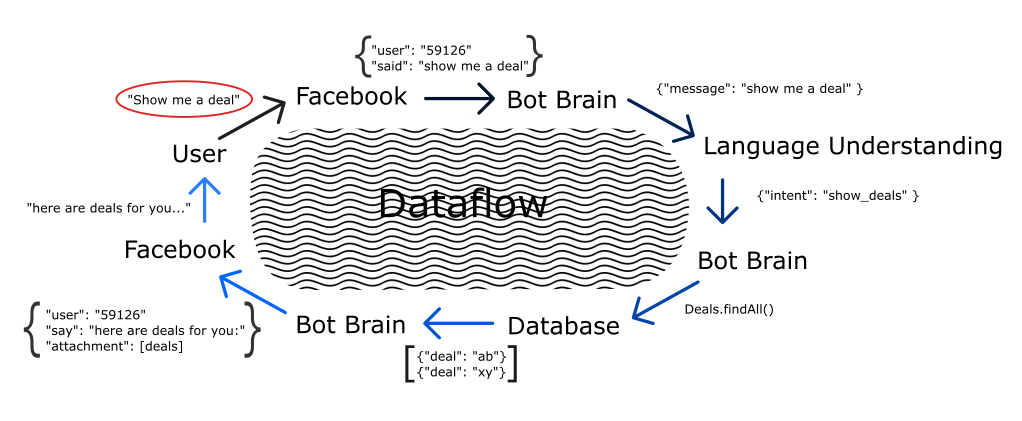 {"user": "59126"
"said": "show me a deal"}
"Show me a deal"
Facebook
Bot Brain
{"message": "show me a deal" }
User
Language Understanding
Dataflow
{"intent": "show_deals" }
"here are deals for you..."
Facebook
Bot Brain
Deals.findAll()
{"user": "59126"
"say": "here are deals for you:"
"attachment": [deals]}
Bot Brain
Database
[{"deal": "ab"}
{"deal": "xy"}]